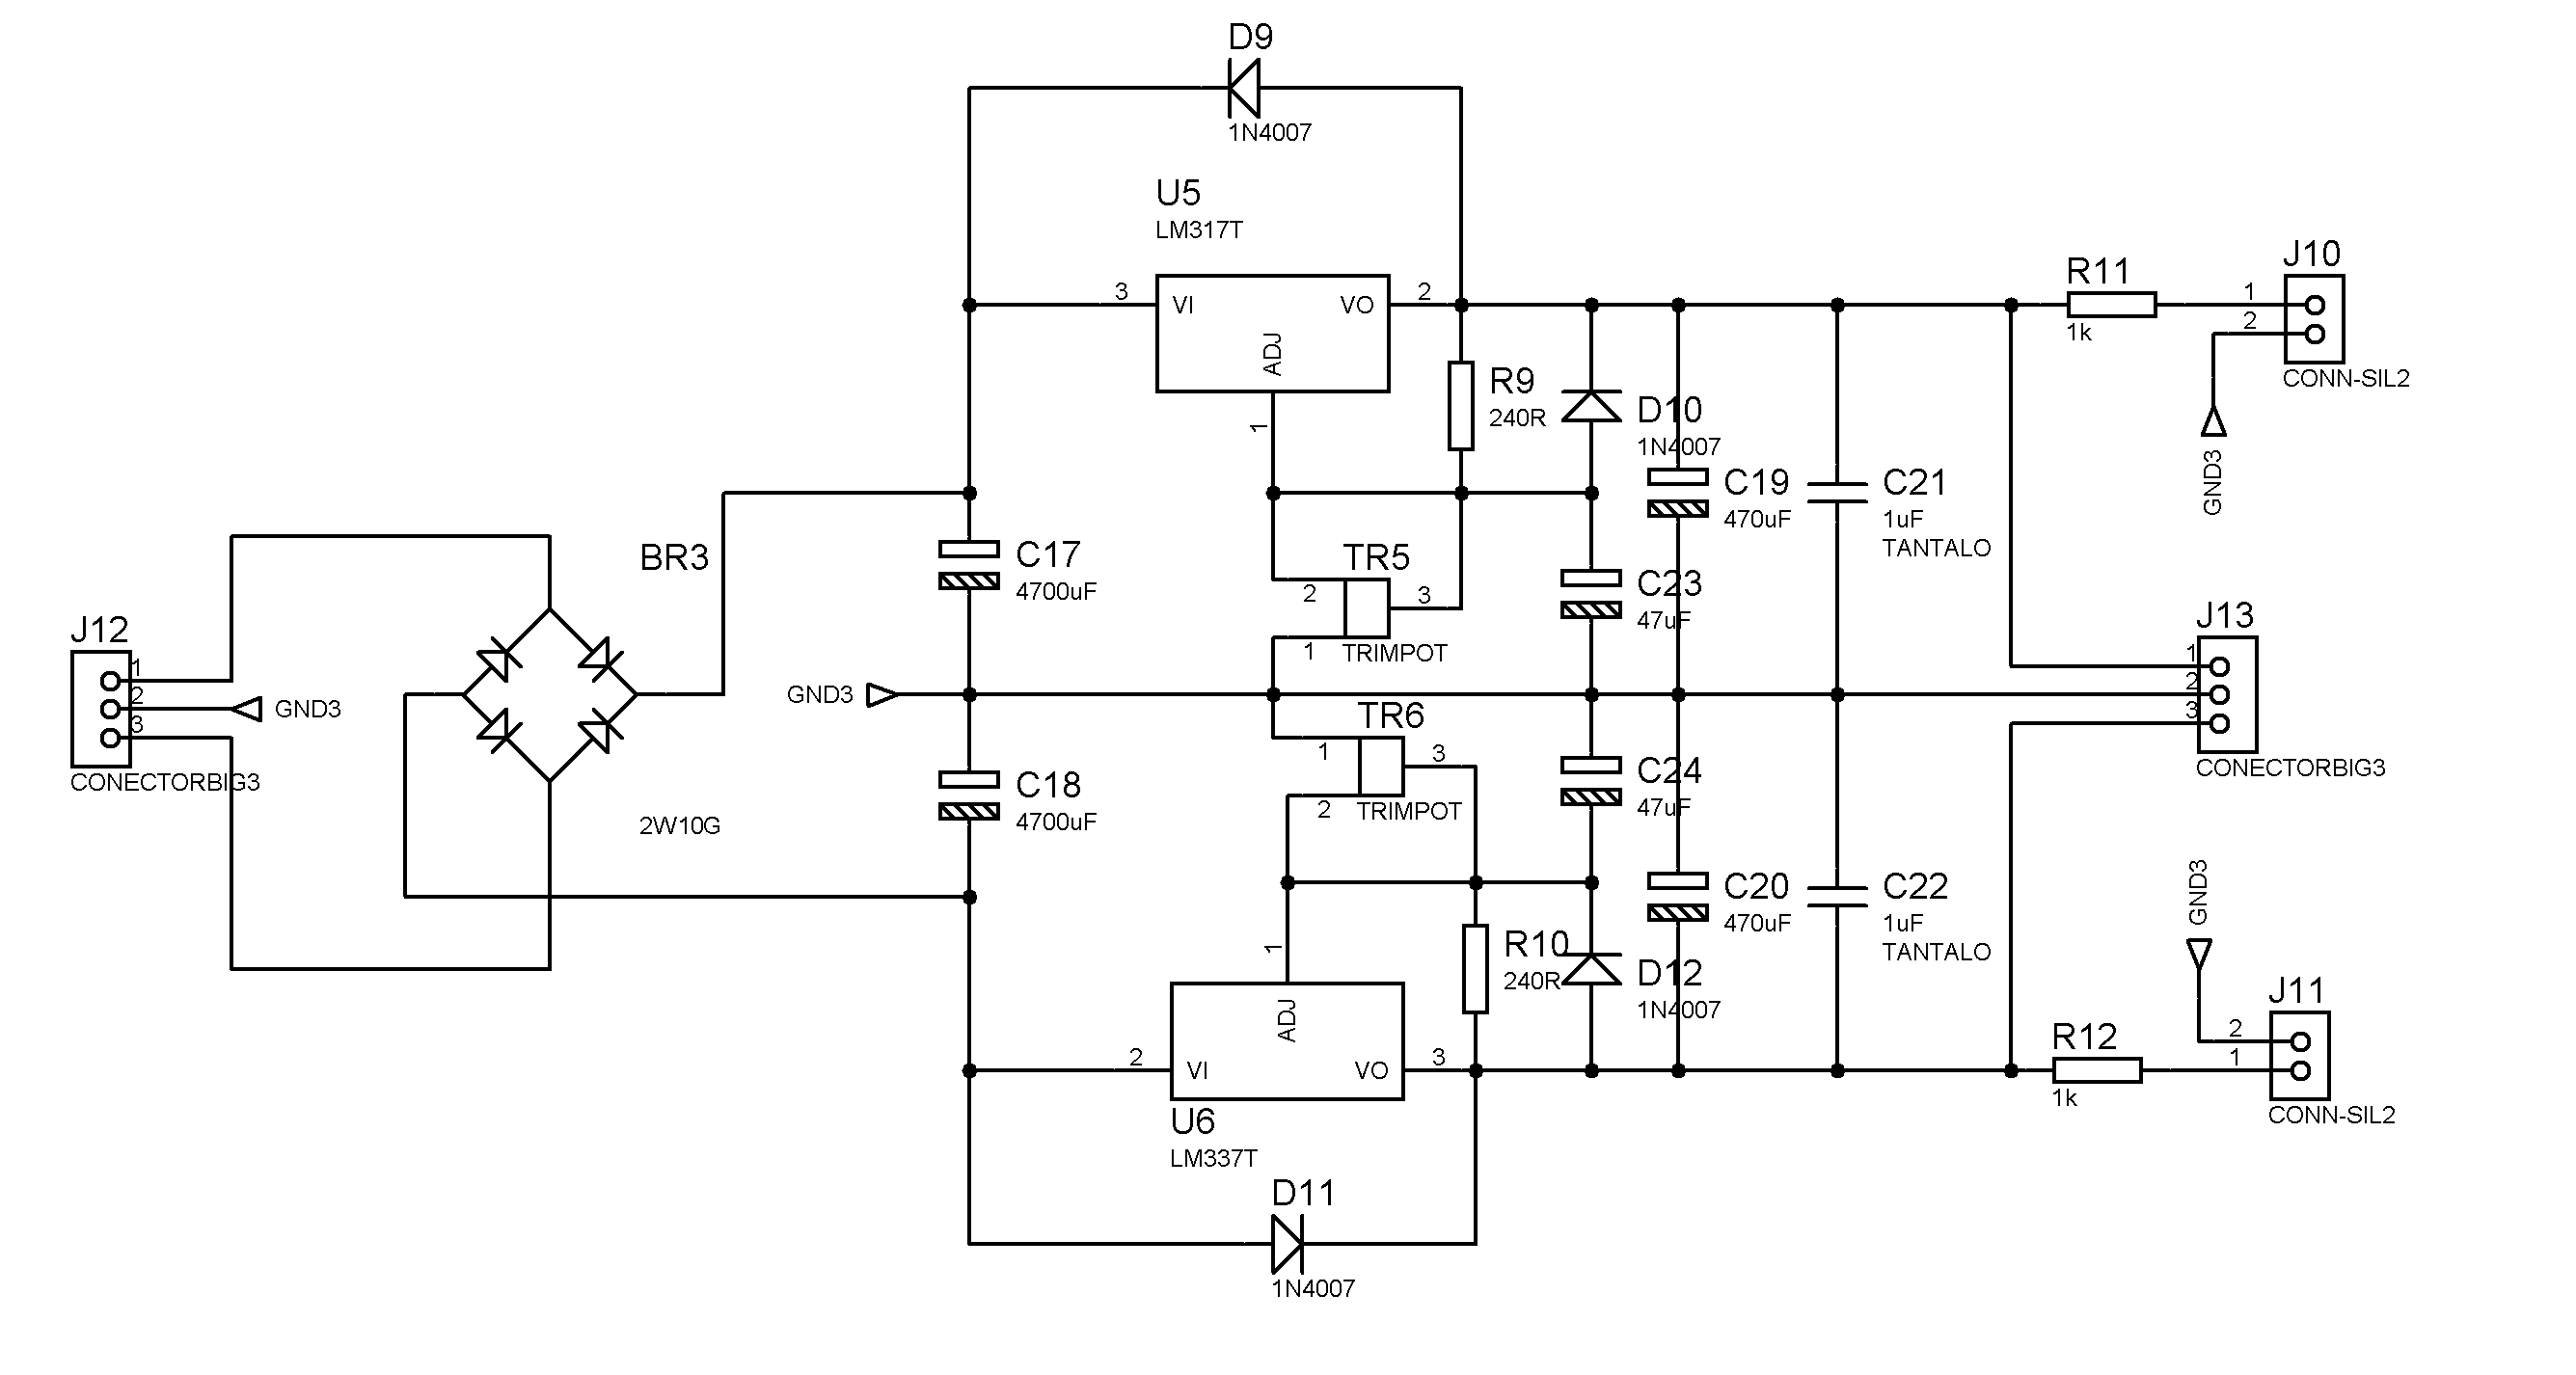 D9
1N4007
U5
LM317T
3
VI
VO
2
ADJ
1
R9
240R
D10
1N4007
C19
470uF
C21
1uF
TANTALO
R11
1k
J10
1
2
CONN-SIL2
GND3
BR3
2W10G
J12
1
2
3
GND3
CONECTORBIG3
C17
4700uF
TR5
2
3
1
TRIMPOT
C23
47uF
GND3
J13
1
2
3
CONECTORBIG3
TR6
1
3
2
TRIMPOT
C18
4700uF
C24
47uF
C20
470uF
C22
1uF
TANTALO
R10
240R
D12
1N4007
1
ADJ
2
VI
VO
3
U6
LM337T
D11
1N4007
GND3
J11
2
1
CONN-SIL2
R12
1k